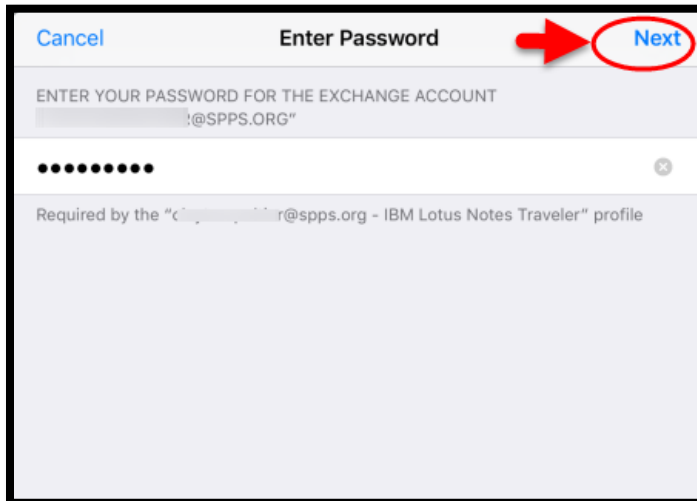 Cancel Enter Password Next
ENTER YOUR PASSWORD FOR THE EXCHANGE ACCOUNT
@SPPS.ORG"
•••••••••
Required by the "c r@spps.org - IBM Lotus Notes Traveler" profile